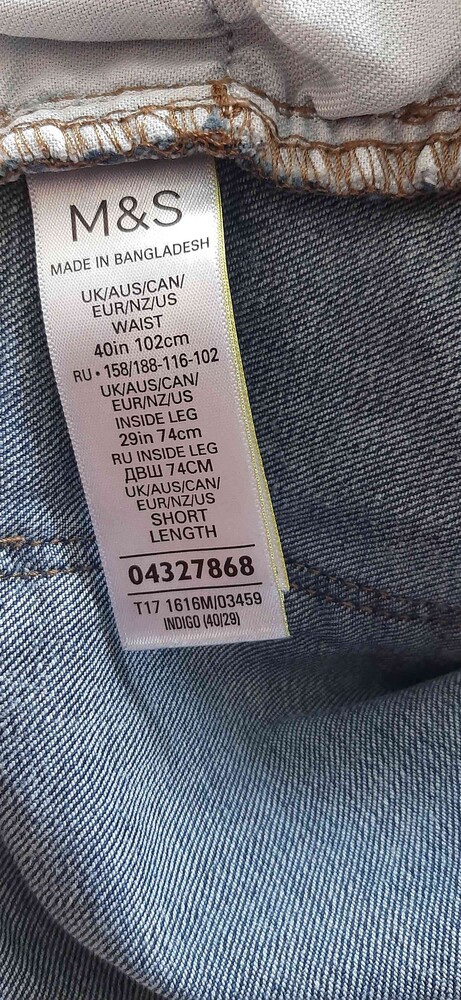 M&S
MADE IN BANGLADESH
UK/AUS/CAN/
EUR/NZ/US
WAIST
40in 102cm
RU • 158/188-116-102
UK/AUS/CAN/
EUR/NZ/US
INSIDE LEG
29in 74cm
RU INSIDE LEG
ДВШ 74СМ
UK/AUS/CAN/
EUR/NZ/US
SHORT
LENGTH
04327868
T17 1616M/03459
INDIGO (40/29)